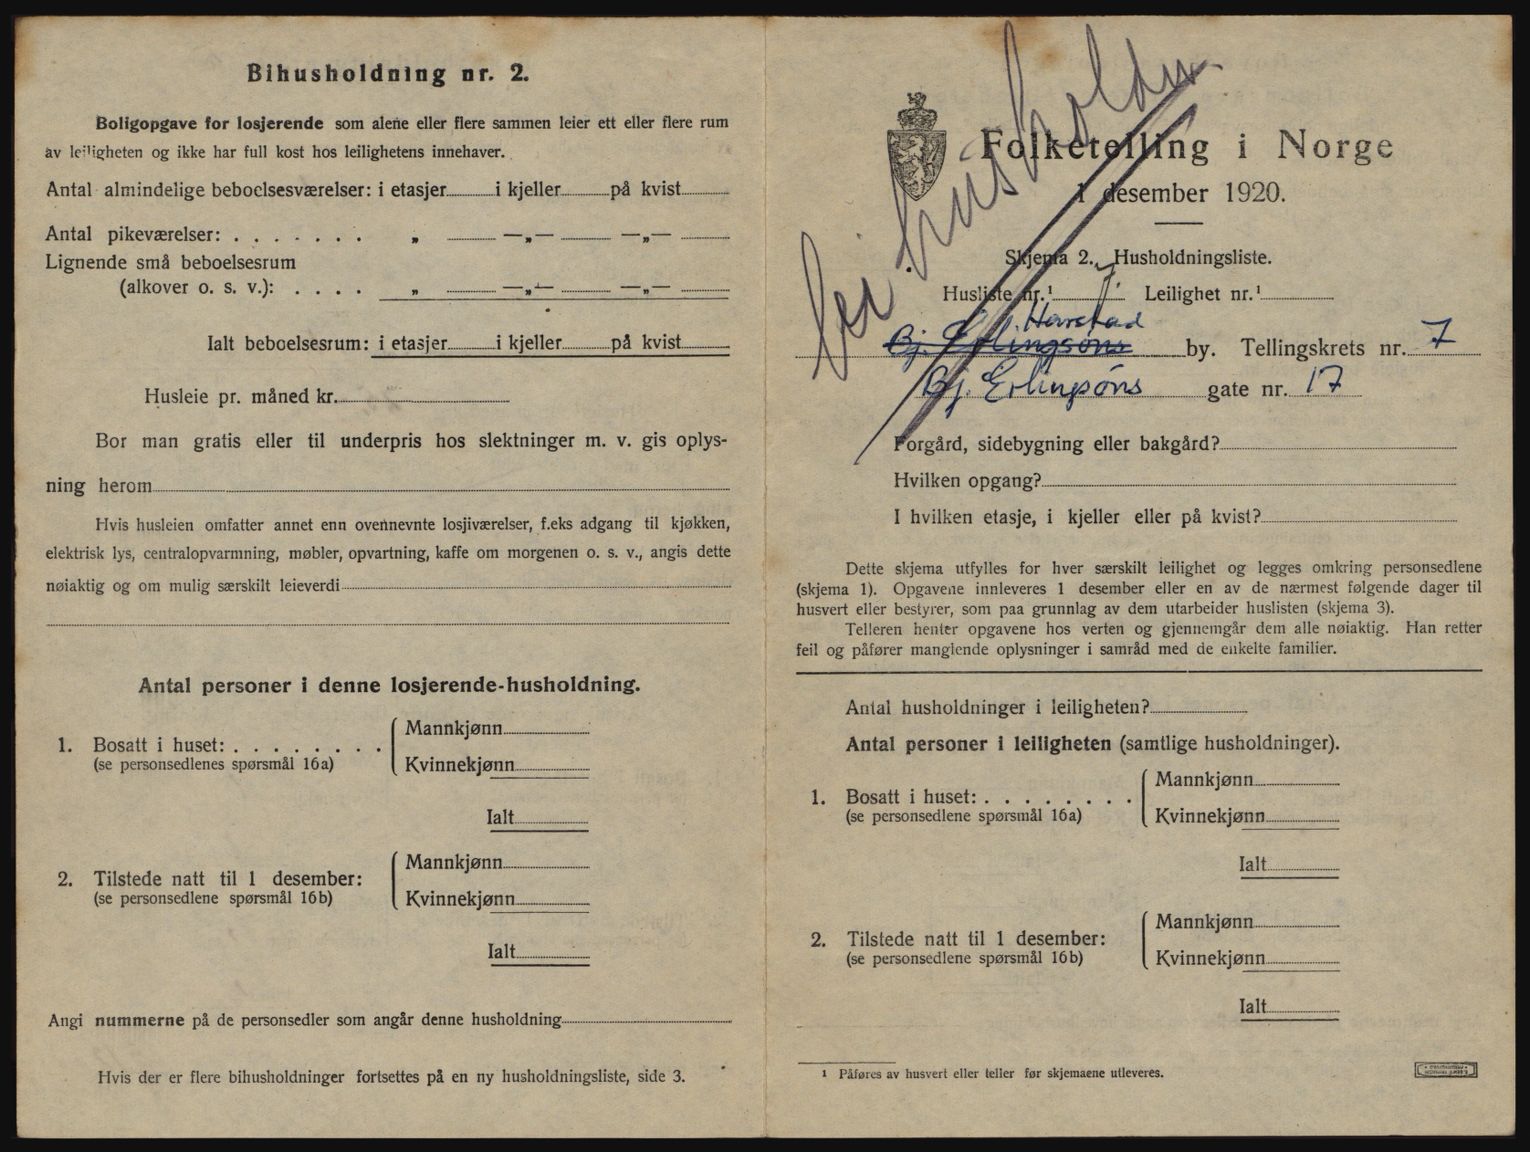 Bihusholdning nr. 2.
Boligopgave for losjerende som alene eller flere sammen leier ett eller flere rum
av leiligheten og ikke har full kost hos leilighetens innehaver.
Antal almindelige beboelsesværelser: i etasjer i kjeller på kvist
Antal pikeværelser: . . . . . . . „ —„— —„—
Lignende små beboelsesrum
(alkover o. s. v.): . . . . „ —„— —„—
Ialt beboelsesrum: i etasjer i kjeller på kvist
Husleie pr. måned kr.
Bor man gratis eller til underpris hos slektninger m. v. gis oplys-
ning herom
Hvis husleien omfatter annet enn ovennevnte losjiværelser, f.eks adgang til kjøkken,
elektrisk lys, centralopvarmning, møbler, opvartning, kaffe om morgenen o. s. v., angis dette
nøiaktig og om mulig særskilt leieverdi
Antal personer i denne losjerende-husholdning.
1. Bosatt i huset: . . . . . . . .
(se personsedlenes spørsmål 16a)
Mannkjønn
Kvinnekjønn
Ialt
2. Tilstede natt til 1 desember:
(se personsedlene spørsmål 16b)
Mannkjønn
Kvinnekjønn
Ialt
Angi nummerne på de personsedler som angår denne husholdning
Hvis der er flere bihusholdninger fortsettes på en ny husholdningsliste, side 3.
Folketelling i Norge
1 desember 1920.
Skjema 2. Husholdningsliste.
Husliste nr.¹ 7. Leilighet nr.¹
Harstad
Bj. Erlingsøns by. Tellingskrets nr. 7
Bj. Erlingsøns gate nr. 17
Forgård, sidebygning eller bakgård?
Hvilken opgang?
I hvilken etasje, i kjeller eller på kvist?
Dette skjema utfylles for hver særskilt leilighet og legges omkring personsedlene
(skjema 1). Opgavene innleveres 1 desember eller en av de nærmest følgende dager til
husvert eller bestyrer, som paa grunnlag av dem utarbeider huslisten (skjema 3).
Telleren henter opgavene hos verten og gjennemgår dem alle nøiaktig. Han retter
feil og påfører manglende oplysninger i samråd med de enkelte familier.
Antal husholdninger i leiligheten?
Antal personer i leiligheten (samtlige husholdninger).
1. Bosatt i huset: . . . . . . . .
(se personsedlene spørsmål 16a)
Mannkjønn
Kvinnekjønn
Ialt
2. Tilstede natt til 1 desember:
(se personsedlene spørsmål 16b)
Mannkjønn
Kvinnekjønn
Ialt
¹ Påføres av husvert eller teller før skjemaene utleveres.